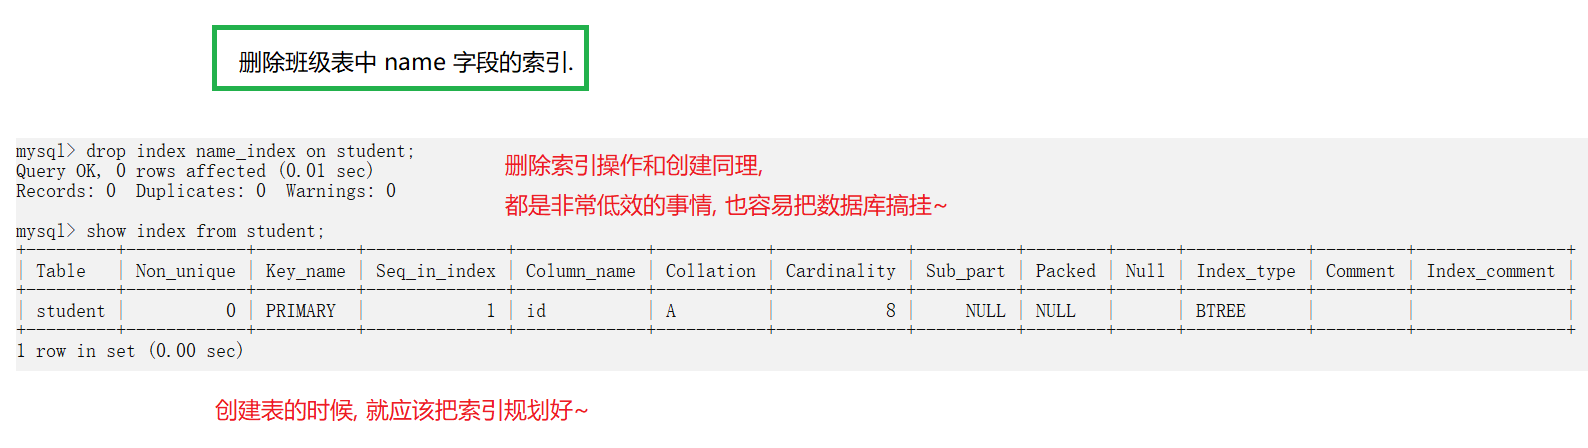 删除班级表中 name 字段的索引.
mysql> drop index name_index on student;
Query OK, 0 rows affected (0.01 sec)
Records: 0  Duplicates: 0  Warnings: 0
删除索引操作和创建同理,
都是非常低效的事情, 也容易把数据库搞挂~
mysql> show index from student;
+---------+------------+----------+--------------+-------------+-----------+-------------+----------+--------+------+------------+---------+---------------+
| Table   | Non_unique | Key_name | Seq_in_index | Column_name | Collation | Cardinality | Sub_part | Packed | Null | Index_type | Comment | Index_comment |
+---------+------------+----------+--------------+-------------+-----------+-------------+----------+--------+------+------------+---------+---------------+
| student |          0 | PRIMARY  |            1 | id          | A         |           8 |     NULL | NULL   |      | BTREE      |         |               |
+---------+------------+----------+--------------+-------------+-----------+-------------+----------+--------+------+------------+---------+---------------+
1 row in set (0.00 sec)
创建表的时候, 就应该把索引规划好~